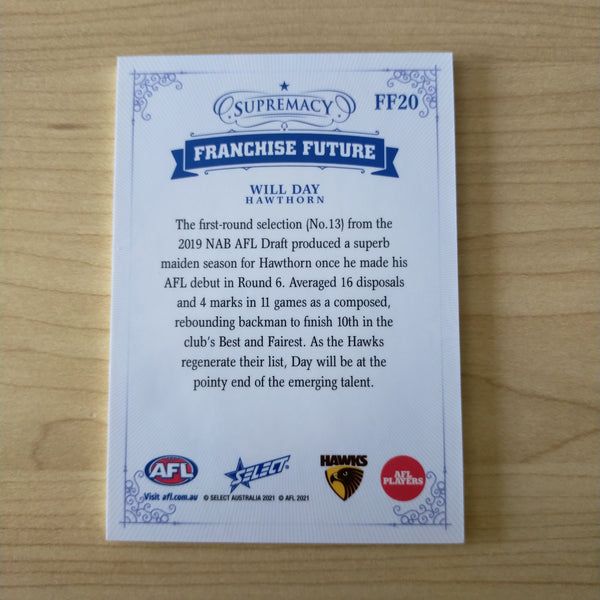 SUPREMACY
FF20
FRANCHISE FUTURE
WILL DAY
HAWTHORN
The first-round selection (No.13) from the
2019 NAB AFL Draft produced a superb
maiden season for Hawthorn once he made his
AFL debut in Round 6. Averaged 16 disposals
and 4 marks in 11 games as a composed,
rebounding backman to finish 10th in the
club's Best and Fairest. As the Hawks
regenerate their list, Day will be at the
pointy end of the emerging talent.
AFL
SELECT
HAWKS
AFL
PLAYERS
Visit afl.com.au
© SELECT AUSTRALIA 2021 © AFL 2021